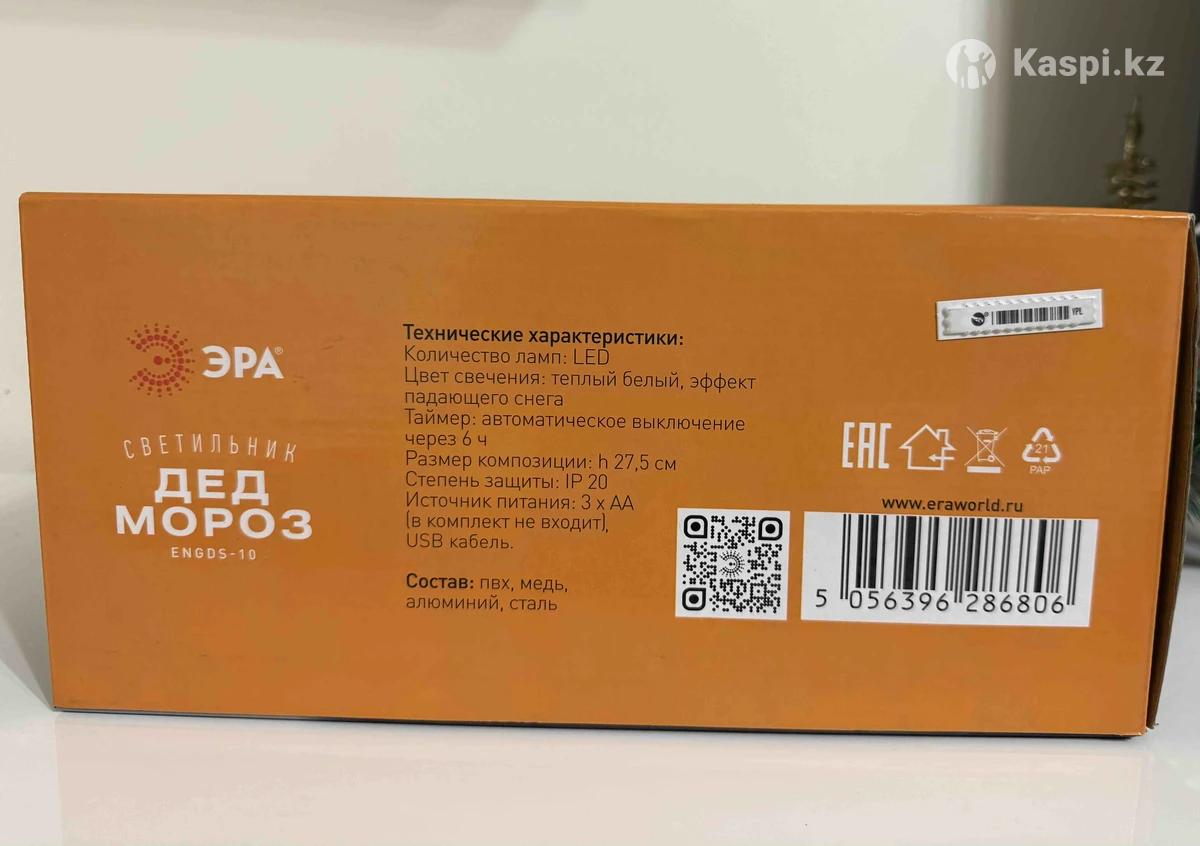 Kaspi.kz
ЭРА®
СВЕТИЛЬНИК
ДЕД
МОРОЗ
ENGDS-10
Технические характеристики:
Количество ламп: LED
Цвет свечения: теплый белый, эффект
падающего снега
Таймер: автоматическое выключение
через 6 ч
Размер композиции: h 27,5 см
Степень защиты: IP 20
Источник питания: 3 x AA
(в комплект не входит),
USB кабель.
Состав: пвх, медь,
алюминий, сталь
YPL
EAC
21
PAP
www.eraworld.ru
5 056396 286806